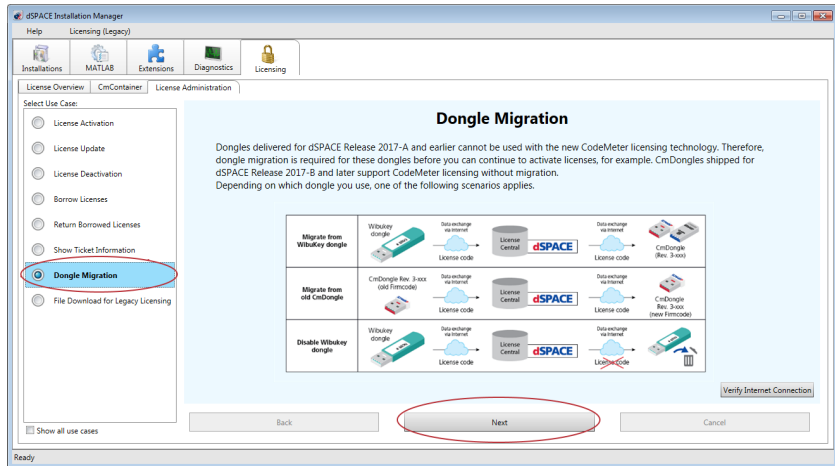 dSPACE Installation Manager
Help Licensing (Legacy)
Installations MATLAB Extensions Diagnostics Licensing
License Overview CmContainer License Administration
Select Use Case:
License Activation
License Update
License Deactivation
Borrow Licenses
Return Borrowed Licenses
Show Ticket Information
Dongle Migration
File Download for Legacy Licensing
Show all use cases
Dongle Migration
Dongles delivered for dSPACE Release 2017-A and earlier cannot be used with the new CodeMeter licensing technology. Therefore,
dongle migration is required for these dongles before you can continue to activate licenses, for example. CmDongles shipped for
dSPACE Release 2017-B and later support CodeMeter licensing without migration.
Depending on which dongle you use, one of the following scenarios applies.
Migrate from
WibuKey dongle
Wibukey
dongle
Data exchange
via Internet
License code
License
Central
dSPACE
Data exchange
via Internet
License code
CmDongle
(Rev. 3-xxx)
Migrate from
old CmDongle
CmDongle Rev. 3-xxx
(old Firmcode)
Data exchange
via Internet
License code
License
Central
dSPACE
Data exchange
via Internet
License code
CmDongle
Rev. 3-xxx
(new Firmcode)
Disable Wibukey
dongle
Wibukey
dongle
Data exchange
via Internet
License code
License
Central
dSPACE
Data exchange
via Internet
License code
Verify Internet Connection
Back Next Cancel
Ready